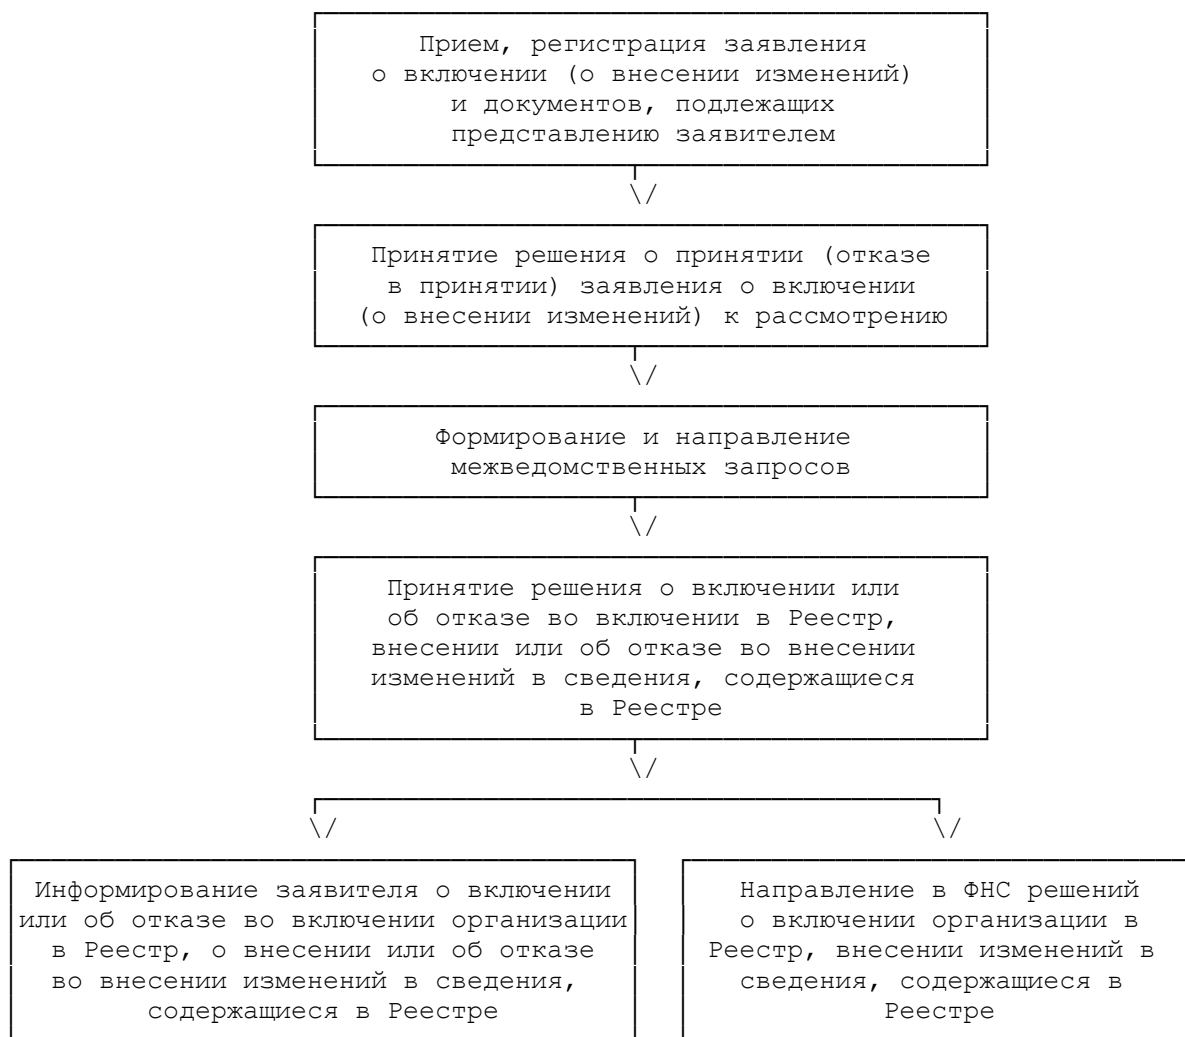 Прием, регистрация заявления
о включении (о внесении изменений)
и документов, подлежащих
представлению заявителем
Принятие решения о принятии (отказе
в принятии) заявления о включении
(о внесении изменений) к рассмотрению
Формирование и направление
межведомственных запросов
Принятие решения о включении или
об отказе во включении в Реестр,
внесении или об отказе во внесении
изменений в сведения, содержащиеся
в Реестре
Информирование заявителя о включении
или об отказе во включении организации
в Реестр, о внесении или об отказе
во внесении изменений в сведения,
содержащиеся в Реестре
Направление в ФНС решений
о включении организации в
Реестр, внесении изменений в
сведения, содержащиеся в
Реестре